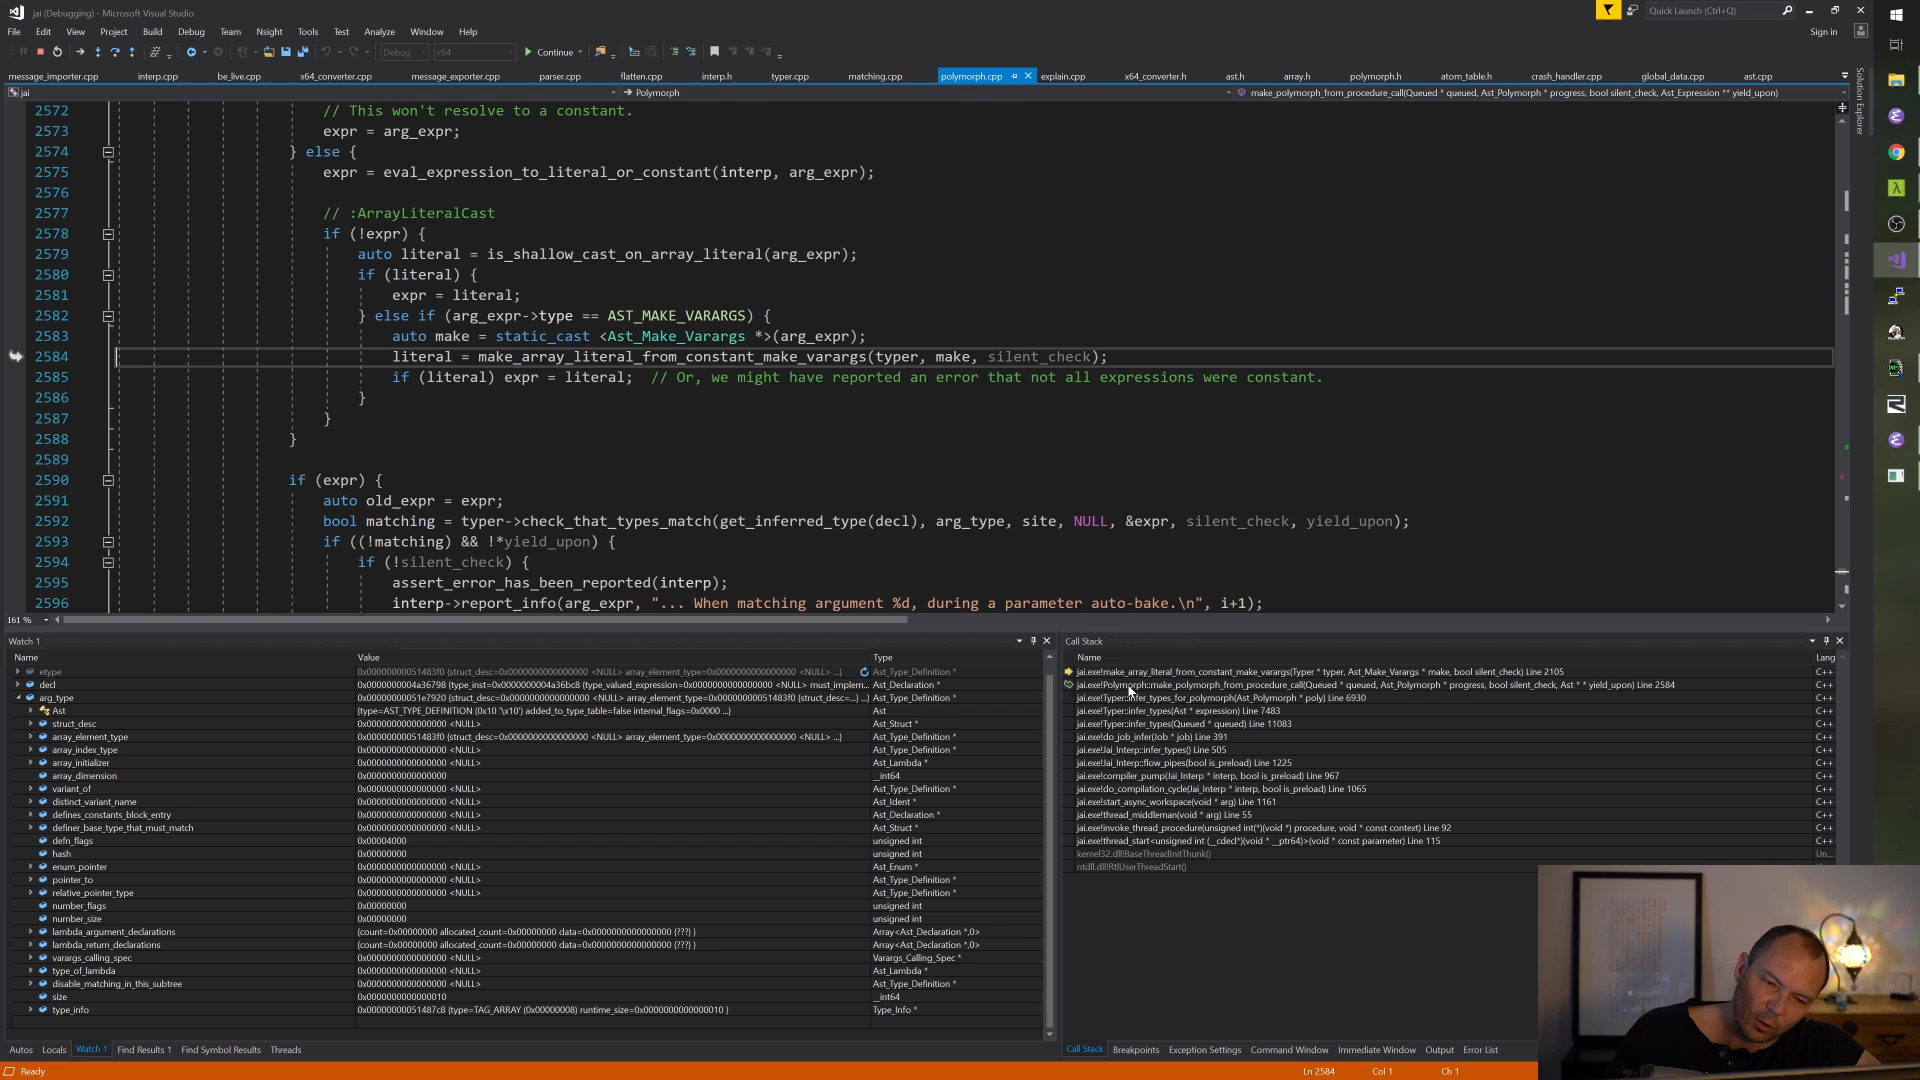 jai (Debugging) - Microsoft Visual Studio
Quick Launch (Ctrl+Q)
File Edit View Project Build Debug Team Nsight Tools Test Analyze Window Help
Sign in
Debug x64 Continue
message_importer.cpp interp.cpp be_live.cpp x64_converter.cpp message_exporter.cpp parser.cpp flatten.cpp interp.h typer.cpp matching.cpp polymorph.cpp explain.cpp x64_converter.h ast.h array.h polymorph.h atom_table.h crash_handler.cpp global_data.cpp ast.cpp
jai Polymorph make_polymorph_from_procedure_call(Queued * queued, Ast_Polymorph * progress, bool silent_check, Ast_Expression ** yield_upon)
Solution Explorer
2572 // This won't resolve to a constant.
2573 expr = arg_expr;
2574 } else {
2575 expr = eval_expression_to_literal_or_constant(interp, arg_expr);
2576
2577 // :ArrayLiteralCast
2578 if (!expr) {
2579 auto literal = is_shallow_cast_on_array_literal(arg_expr);
2580 if (literal) {
2581 expr = literal;
2582 } else if (arg_expr->type == AST_MAKE_VARARGS) {
2583 auto make = static_cast <Ast_Make_Varargs *>(arg_expr);
2584 literal = make_array_literal_from_constant_make_varargs(typer, make, silent_check);
2585 if (literal) expr = literal; // Or, we might have reported an error that not all expressions were constant.
2586 }
2587 }
2588 }
2589
2590 if (expr) {
2591 auto old_expr = expr;
2592 bool matching = typer->check_that_types_match(get_inferred_type(decl), arg_type, site, NULL, &expr, silent_check, yield_upon);
2593 if ((!matching) && !*yield_upon) {
2594 if (!silent_check) {
2595 assert_error_has_been_reported(interp);
2596 interp->report_info(arg_expr, "... When matching argument %d, during a parameter auto-bake.\n", i+1);
161 %
Watch 1
Name Value Type
etype 0x00000000051483f0 {struct_desc=0x0000000000000000 <NULL> array_element_type=0x0000000000000000 <NULL> ...} Ast_Type_Definition *
decl 0x0000000004a36798 {type_inst=0x0000000004a36bc8 {type_valued_expression=0x0000000000000000 <NULL> must_implem... Ast_Declaration *
arg_type 0x00000000051e7920 {struct_desc=0x0000000000000000 <NULL> array_element_type=0x00000000051483f0 {struct_desc=...} ...} Ast_Type_Definition *
Ast {type=AST_TYPE_DEFINITION (0x10 '\x10') added_to_type_table=false internal_flags=0x0000 ...} Ast
struct_desc 0x0000000000000000 <NULL> Ast_Struct *
array_element_type 0x00000000051483f0 {struct_desc=0x0000000000000000 <NULL> array_element_type=0x0000000000000000 <NULL> ...} Ast_Type_Definition *
array_index_type 0x0000000000000000 <NULL> Ast_Type_Definition *
array_initializer 0x0000000000000000 <NULL> Ast_Lambda *
array_dimension 0x0000000000000000 __int64
variant_of 0x0000000000000000 <NULL> Ast_Type_Definition *
distinct_variant_name 0x0000000000000000 <NULL> Ast_Ident *
defines_constants_block_entry 0x0000000000000000 <NULL> Ast_Declaration *
definer_base_type_that_must_match 0x0000000000000000 <NULL> Ast_Struct *
defn_flags 0x00004000 unsigned int
hash 0x00000000 unsigned int
enum_pointer 0x0000000000000000 <NULL> Ast_Enum *
pointer_to 0x0000000000000000 <NULL> Ast_Type_Definition *
relative_pointer_type 0x0000000000000000 <NULL> Ast_Type_Definition *
number_flags 0x00000000 unsigned int
number_size 0x00000000 unsigned int
lambda_argument_declarations {count=0x00000000 allocated_count=0x00000000 data=0x0000000000000000 {???} } Array<Ast_Declaration *,0>
lambda_return_declarations {count=0x00000000 allocated_count=0x00000000 data=0x0000000000000000 {???} } Array<Ast_Declaration *,0>
varargs_calling_spec 0x0000000000000000 <NULL> Varargs_Calling_Spec *
type_of_lambda 0x0000000000000000 <NULL> Ast_Lambda *
disable_matching_in_this_subtree 0x0000000000000000 <NULL> Ast_Type_Definition *
size 0x0000000000000010 __int64
type_info 0x00000000051487c8 {type=TAG_ARRAY (0x00000008) runtime_size=0x0000000000000010 } Type_Info *
Autos Locals Watch 1 Find Results 1 Find Symbol Results Threads
Call Stack
Name Lang
jai.exe!make_array_literal_from_constant_make_varargs(Typer * typer, Ast_Make_Varargs * make, bool silent_check) Line 2105 C++
jai.exe!Polymorph::make_polymorph_from_procedure_call(Queued * queued, Ast_Polymorph * progress, bool silent_check, Ast * * yield_upon) Line 2584 C++
jai.exe!Typer::infer_types_for_polymorph(Ast_Polymorph * poly) Line 6930 C++
jai.exe!Typer::infer_types(Ast * expression) Line 7483 C++
jai.exe!Typer::infer_types(Queued * queued) Line 11083 C++
jai.exe!do_job_infer(Job * job) Line 391 C++
jai.exe!Jai_Interp::infer_types() Line 505 C++
jai.exe!Jai_Interp::flow_pipes(bool is_preload) Line 1225 C++
jai.exe!compiler_pump(Jai_Interp * interp, bool is_preload) Line 967 C++
jai.exe!do_compilation_cycle(Jai_Interp * interp, bool is_preload) Line 1065 C++
jai.exe!start_async_workspace(void * arg) Line 1161 C++
jai.exe!thread_middleman(void * arg) Line 55 C++
jai.exe!invoke_thread_procedure(unsigned int(*)(void *) procedure, void * const context) Line 92 C++
jai.exe!thread_start<unsigned int (__cdecl*)(void * __ptr64)>(void * const parameter) Line 115 C++
kernel32.dll!BaseThreadInitThunk() Un...
ntdll.dll!RtlUserThreadStart()
Call Stack Breakpoints Exception Settings Command Window Immediate Window Output Error List
Ready Ln 2584 Col 1 Ch 1